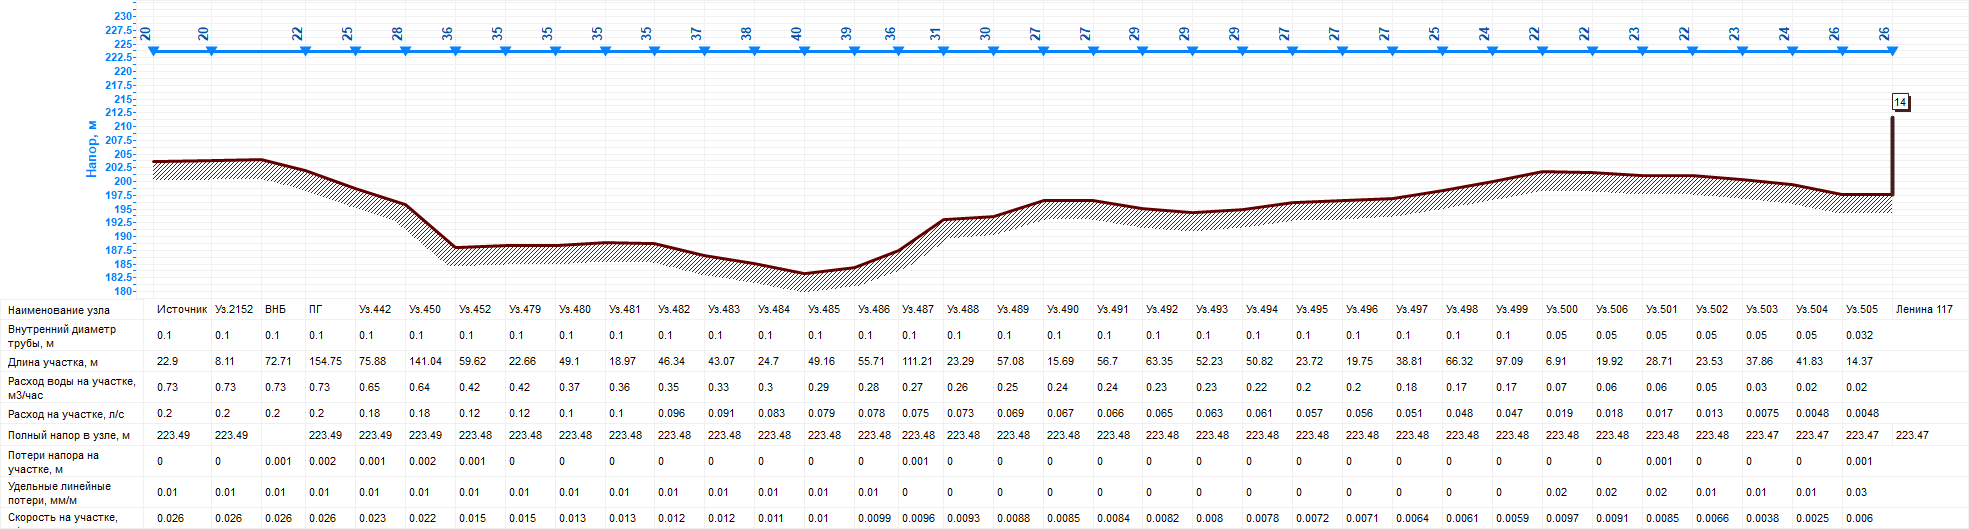 230
227.5
225
222.5
220
217.5
215
212.5
210
207.5
205
202.5
200
197.5
195
192.5
190
187.5
185
182.5
180
Напор, м
20 20 22 25 28 36 35 35 35 35 37 38 40 39 36 31 30 27 27 29 29 29 27 27 27 25 24 22 22 23 22 23 24 26 26
14
Наименование узла Источник Уз.2152 ВНБ ПГ Уз.442 Уз.450 Уз.452 Уз.479 Уз.480 Уз.481 Уз.482 Уз.483 Уз.484 Уз.485 Уз.486 Уз.487 Уз.488 Уз.489 Уз.490 Уз.491 Уз.492 Уз.493 Уз.494 Уз.495 Уз.496 Уз.497 Уз.498 Уз.499 Уз.500 Уз.506 Уз.501 Уз.502 Уз.503 Уз.504 Уз.505 Ленина 117
Внутренний диаметр
трубы, м 0.1 0.1 0.1 0.1 0.1 0.1 0.1 0.1 0.1 0.1 0.1 0.1 0.1 0.1 0.1 0.1 0.1 0.1 0.1 0.1 0.1 0.1 0.1 0.1 0.1 0.1 0.1 0.1 0.05 0.05 0.05 0.05 0.05 0.05 0.032
Длина участка, м 22.9 8.11 72.71 154.75 75.88 141.04 59.62 22.66 49.1 18.97 46.34 43.07 24.7 49.16 55.71 111.21 23.29 57.08 15.69 56.7 63.35 52.23 50.82 23.72 19.75 38.81 66.32 97.09 6.91 19.92 28.71 23.53 37.86 41.83 14.37
Расход воды на участке,
м3/час 0.73 0.73 0.73 0.73 0.65 0.64 0.42 0.42 0.37 0.36 0.35 0.33 0.3 0.29 0.28 0.27 0.26 0.25 0.24 0.24 0.23 0.23 0.22 0.2 0.2 0.18 0.17 0.17 0.07 0.06 0.06 0.05 0.03 0.02 0.02
Расход на участке, л/с 0.2 0.2 0.2 0.2 0.18 0.18 0.12 0.12 0.1 0.1 0.096 0.091 0.083 0.079 0.078 0.075 0.073 0.069 0.067 0.066 0.065 0.063 0.061 0.057 0.056 0.051 0.048 0.047 0.019 0.018 0.017 0.013 0.0075 0.0048 0.0048
Полный напор в узле, м 223.49 223.49 223.49 223.49 223.49 223.48 223.48 223.48 223.48 223.48 223.48 223.48 223.48 223.48 223.48 223.48 223.48 223.48 223.48 223.48 223.48 223.48 223.48 223.48 223.48 223.48 223.48 223.48 223.48 223.48 223.48 223.47 223.47 223.47 223.47
Потери напора на
участке, м 0 0 0.001 0.002 0.001 0.002 0.001 0 0 0 0 0 0 0 0 0.001 0 0 0 0 0 0 0 0 0 0 0 0 0 0 0.001 0 0 0 0.001
Удельные линейные
потери, мм/м 0.01 0.01 0.01 0.01 0.01 0.01 0.01 0.01 0.01 0.01 0.01 0.01 0.01 0.01 0.01 0 0 0 0 0 0 0 0 0 0 0 0 0 0.02 0.02 0.02 0.01 0.01 0.01 0.03
Скорость на участке, 0.026 0.026 0.026 0.026 0.023 0.022 0.015 0.015 0.013 0.013 0.012 0.012 0.011 0.01 0.0099 0.0096 0.0093 0.0088 0.0085 0.0084 0.0082 0.008 0.0078 0.0072 0.0071 0.0064 0.0061 0.0059 0.0097 0.0091 0.0085 0.0066 0.0038 0.0025 0.006